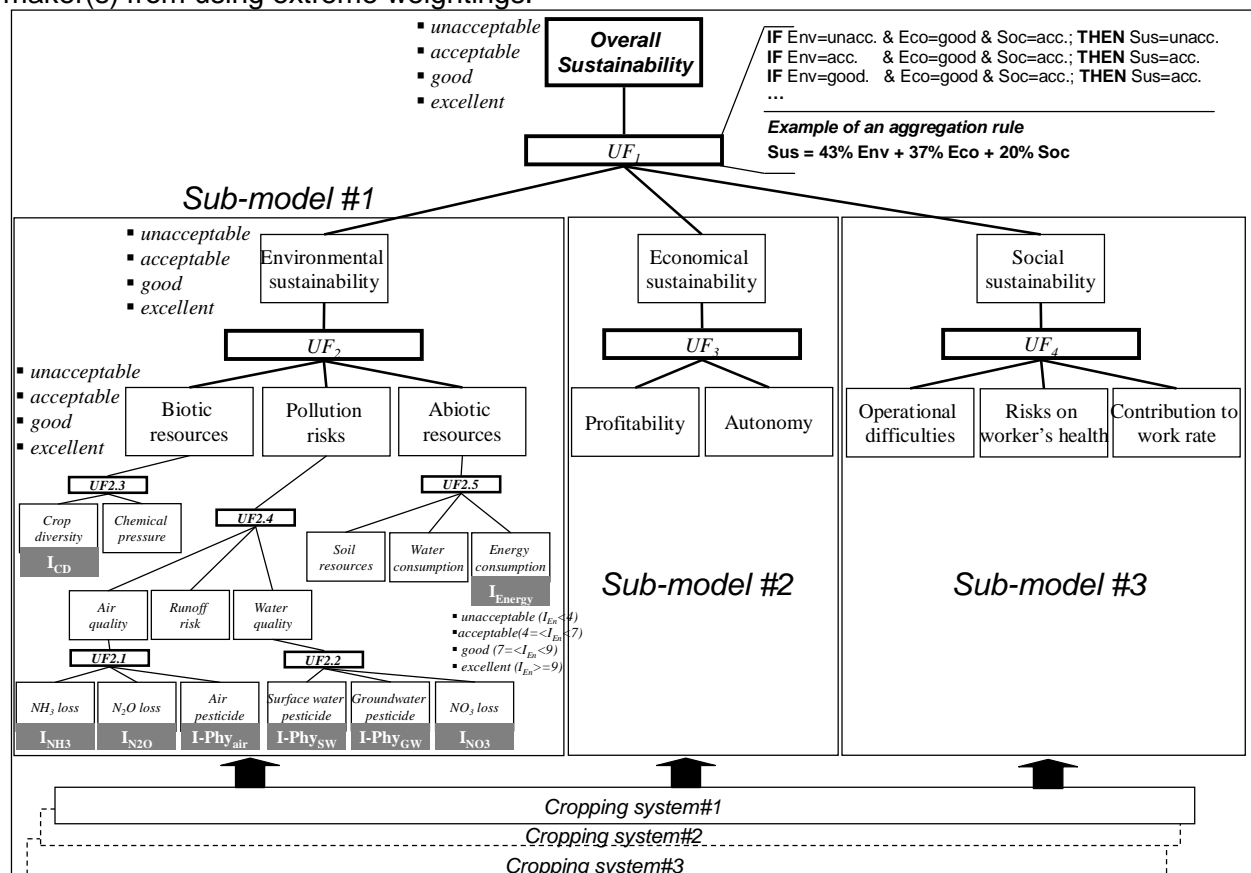 maker(s) from using extreme weightings.
▪ unacceptable
▪ acceptable
▪ good
▪ excellent
Overall
Sustainability
IF Env=unacc. & Eco=good & Soc=acc.; THEN Sus=unacc.
IF Env=acc. & Eco=good & Soc=acc.; THEN Sus=acc.
IF Env=good. & Eco=good & Soc=acc.; THEN Sus=acc.
...
Example of an aggregation rule
Sus = 43% Env + 37% Eco + 20% Soc
UF1
Sub-model #1
▪ unacceptable
▪ acceptable
▪ good
▪ excellent
Environmental
sustainability
Economical
sustainability
Social
sustainability
UF2
UF3
UF4
▪ unacceptable
▪ acceptable
▪ good
▪ excellent
Biotic
resources
Pollution
risks
Abiotic
resources
Profitability
Autonomy
Operational
difficulties
Risks on
worker's health
Contribution to
work rate
UF2.3
UF2.4
UF2.5
Crop
diversity
ICD
Chemical
pressure
Soil
resources
Water
consumption
Energy
consumption
IEnergy
▪ unacceptable (IEn<4)
▪acceptable(4=<IEn<7)
▪ good (7=<IEn<9)
▪ excellent (IEn>=9)
Sub-model #2
Sub-model #3
Air
quality
Runoff
risk
Water
quality
UF2.1
UF2.2
NH3 loss
INH3
N2O loss
IN2O
Air
pesticide
I-Phyair
Surface water
pesticide
I-PhySW
Groundwater
pesticide
I-PhyGW
NO3 loss
INO3
Cropping system#1
Cropping system#2
Cropping system#3